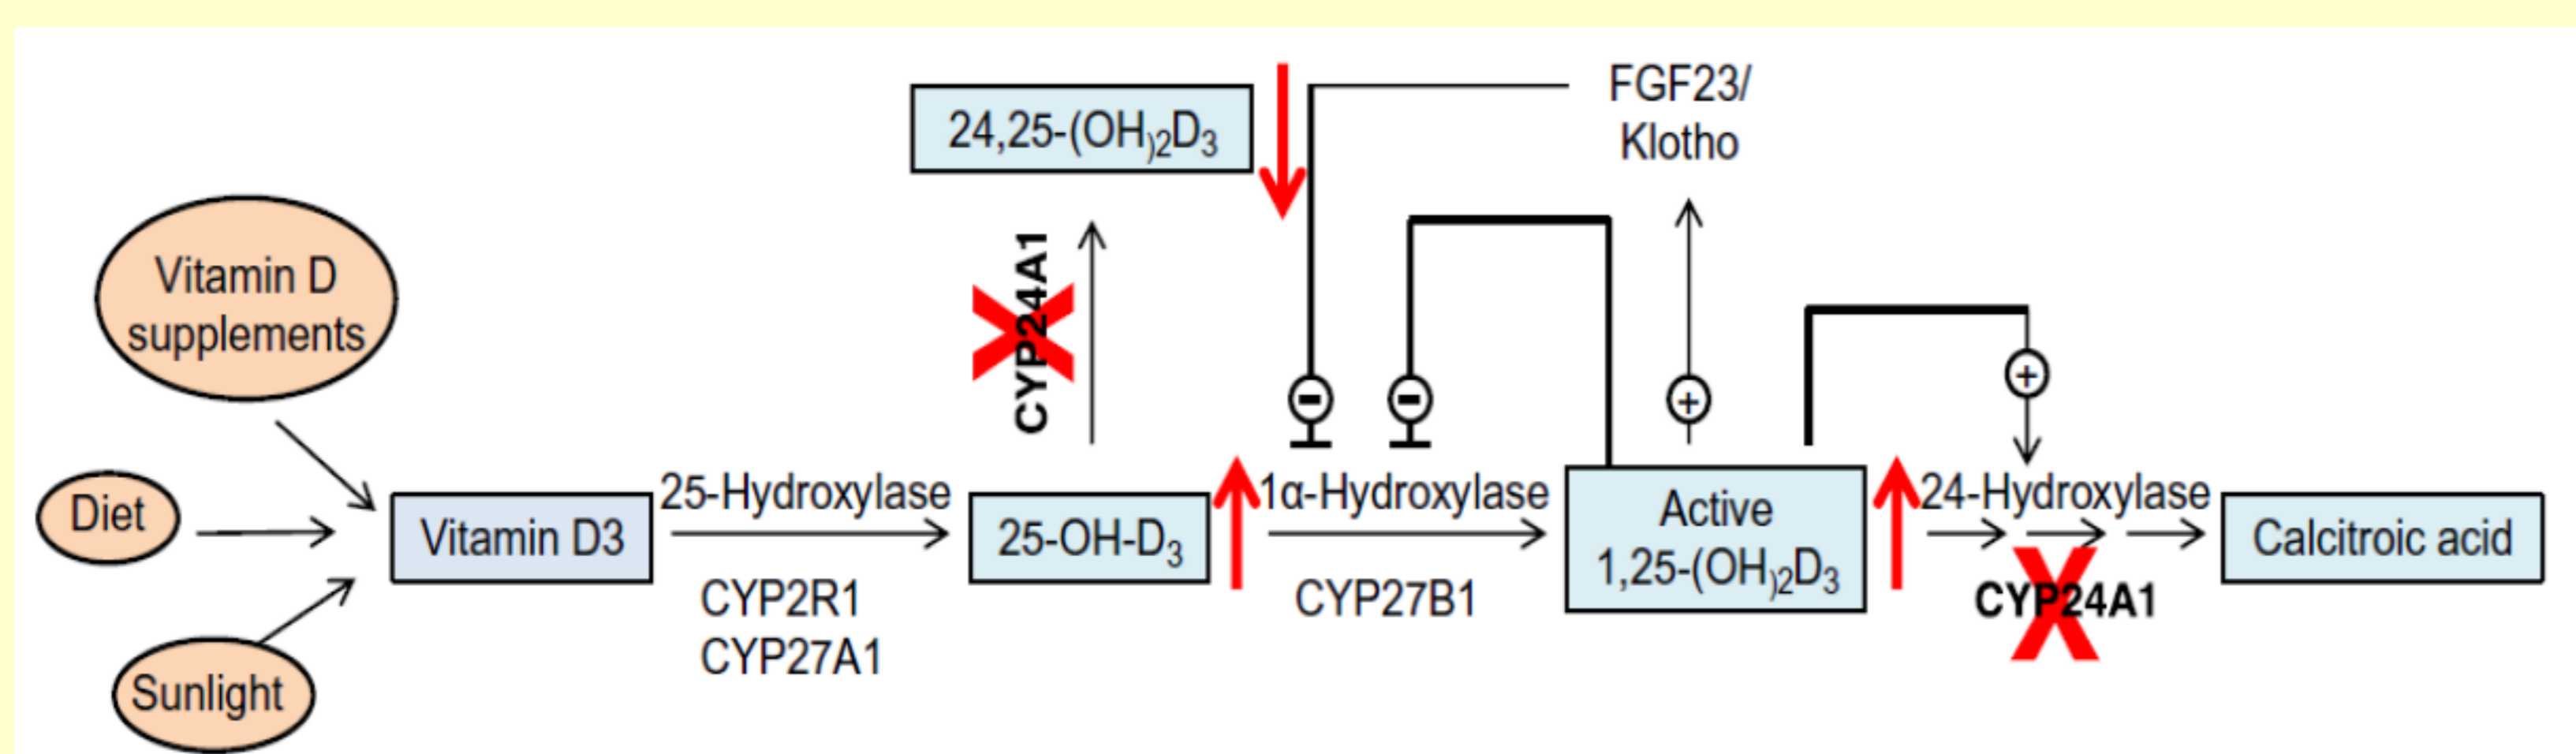 24,25-(OH)₂D₃
FGF23/
Klotho
CYP24A1
Vitamin D
supplements
-
-
+
+
Diet
Sunlight
Vitamin D3
25-Hydroxylase
CYP2R1
CYP27A1
25-OH-D₃
1α-Hydroxylase
CYP27B1
Active
1,25-(OH)₂D₃
24-Hydroxylase
CYP24A1
Calcitroic acid